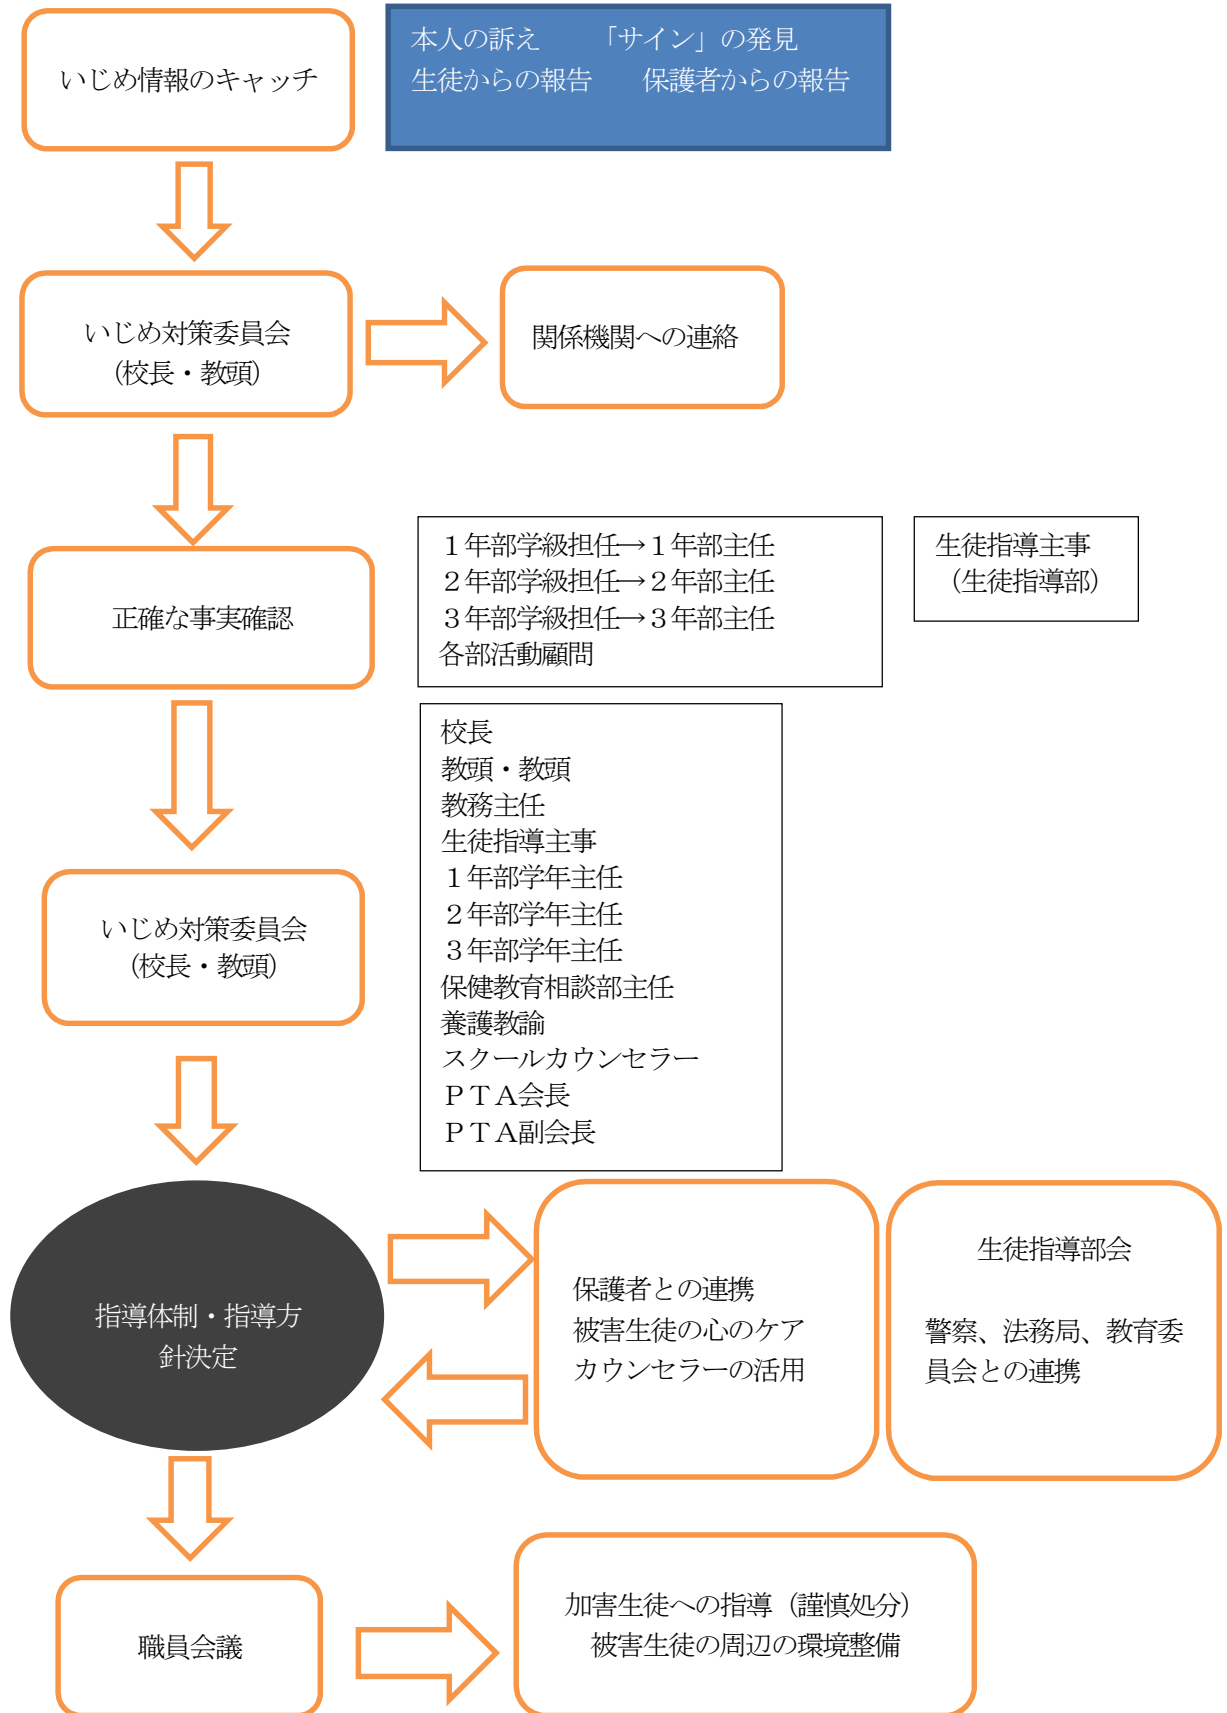 いじめ情報のキャッチ
本人の訴え　　「サイン」の発見
生徒からの報告　　保護者からの報告
いじめ対策委員会
（校長・教頭）
関係機関への連絡
正確な事実確認
１年部学級担任→１年部主任
２年部学級担任→２年部主任
３年部学級担任→３年部主任
各部活動顧問
生徒指導主事
（生徒指導部）
校長
教頭・教頭
教務主任
生徒指導主事
１年部学年主任
２年部学年主任
３年部学年主任
保健教育相談部主任
養護教諭
スクールカウンセラー
ＰＴＡ会長
ＰＴＡ副会長
いじめ対策委員会
（校長・教頭）
指導体制・指導方
針決定
保護者との連携
被害生徒の心のケア
カウンセラーの活用
生徒指導部会
警察、法務局、教育委
員会との連携
職員会議
加害生徒への指導（謹慎処分）
被害生徒の周辺の環境整備